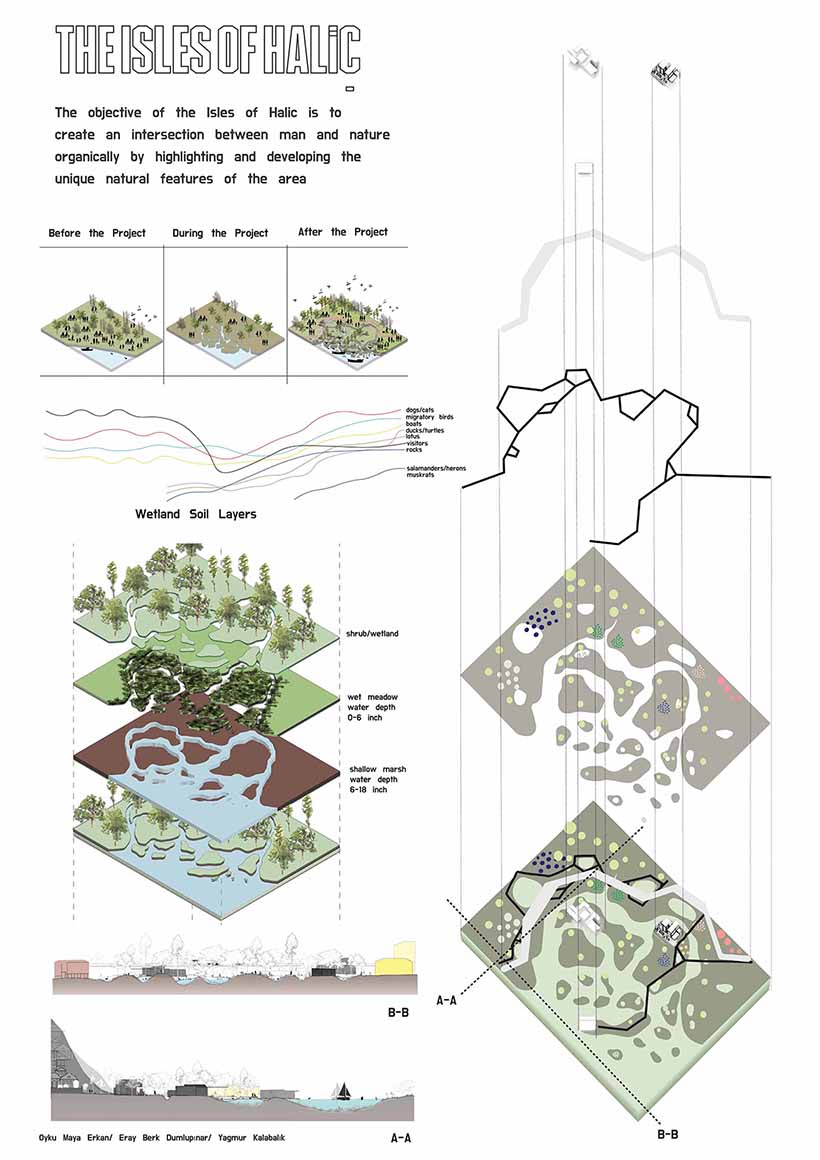 THE ISLES OF HALiC
The objective of the Isles of Halic is to
create an intersection between man and nature
organically by highlighting and developing the
unique natural features of the area
Before the Project
During the Project
After the Project
dogs/cats
migratory birds
boats
ducks/turtles
lotus
visitors
rocks
salamanders/herons
muskrats
Wetland Soil Layers
shrub/wetland
wet meadow
water depth
0-6 inch
shallow marsh
water depth
6-18 inch
B-B
A-A
Oyku Maya Erkan/ Eray Berk Dumlupınar/ Yagmur Kalabalık
A-A
B-B